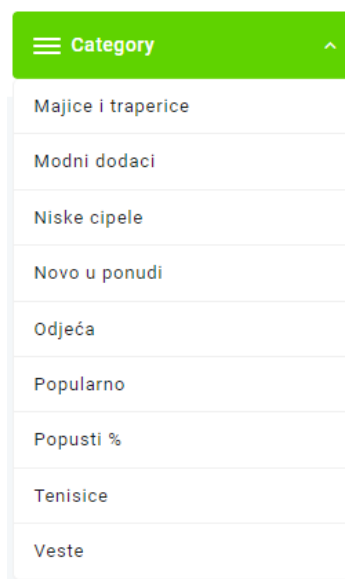 Category
Majice i traperice
Modni dodaci
Niske cipele
Novo u ponudi
Odjeća
Popularno
Popusti %
Tenisice
Veste